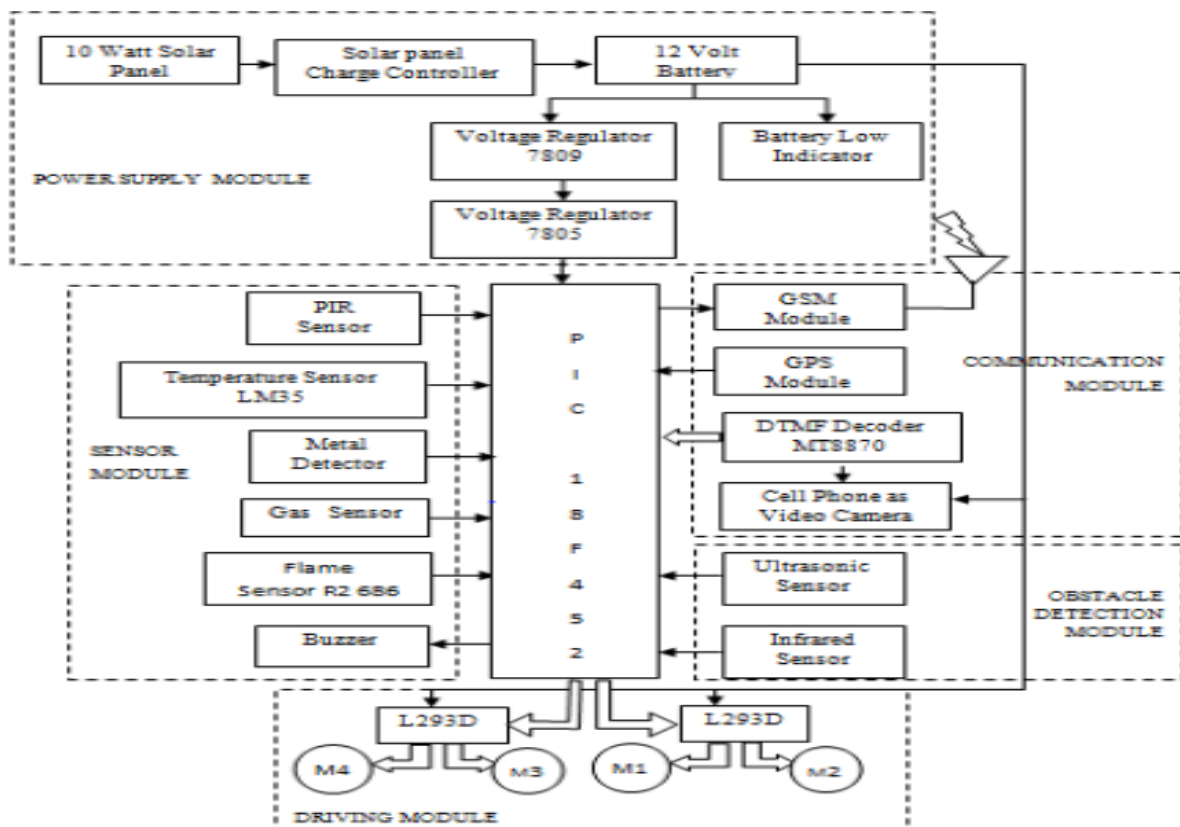 10 Watt Solar
Panel
Solar panel
Charge Controller
12 Volt
Battery
Voltage Regulator
7809
Battery Low
Indicator
POWER SUPPLY MODULE
Voltage Regulator
7805
PIR
Sensor
Temperature Sensor
LM35
SENSOR
MODULE
Metal
Detector
Gas Sensor
Flame
Sensor R2 686
Buzzer
P
I
C
1
8
F
4
5
2
GSM
Module
GPS
Module
COMMUNICATION
MODULE
DTMF Decoder
MT8870
Cell Phone as
Video Camera
Ultrasonic
Sensor
OBSTACLE
DETECTION
MODULE
Infrared
Sensor
L293D
L293D
M4
M3
M1
M2
DRIVING MODULE